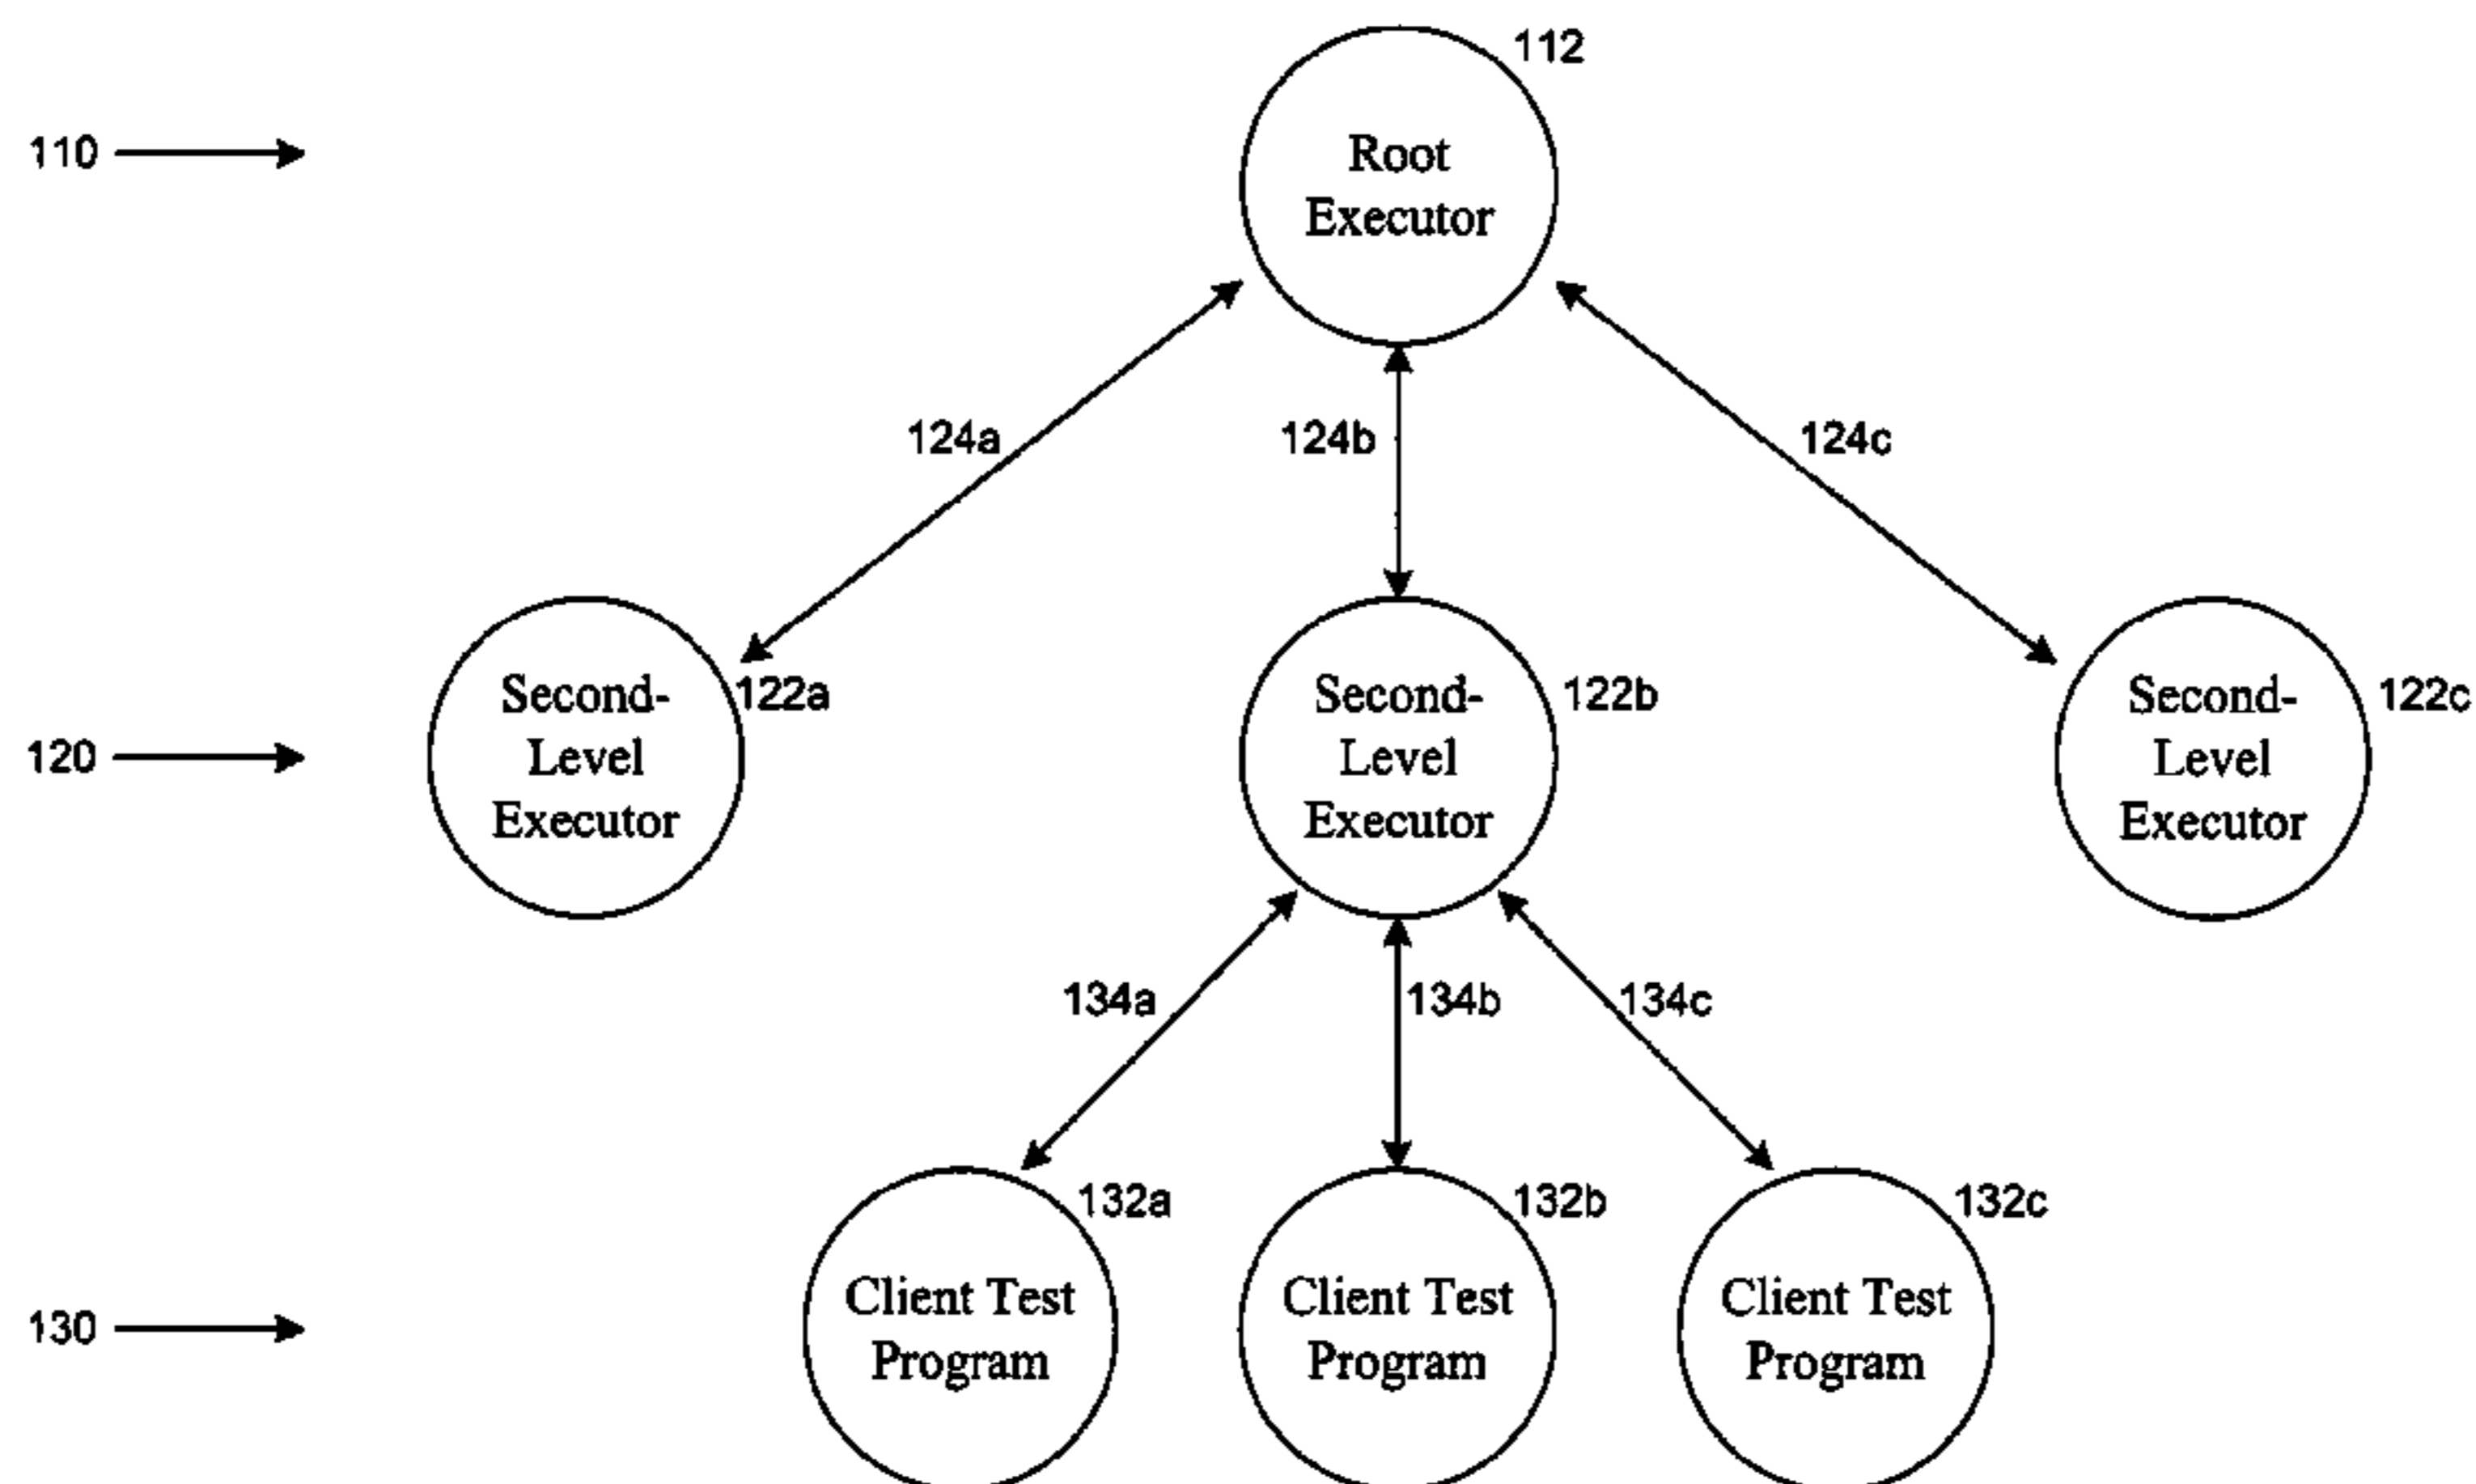 112
110
Root
Executor
124a
124b
124c
Second-
Level
Executor
122a
Second-
Level
Executor
122b
Second-
Level
Executor
122c
120
134a
134b
134c
132a
132b
132c
Client Test
Program
Client Test
Program
Client Test
Program
130